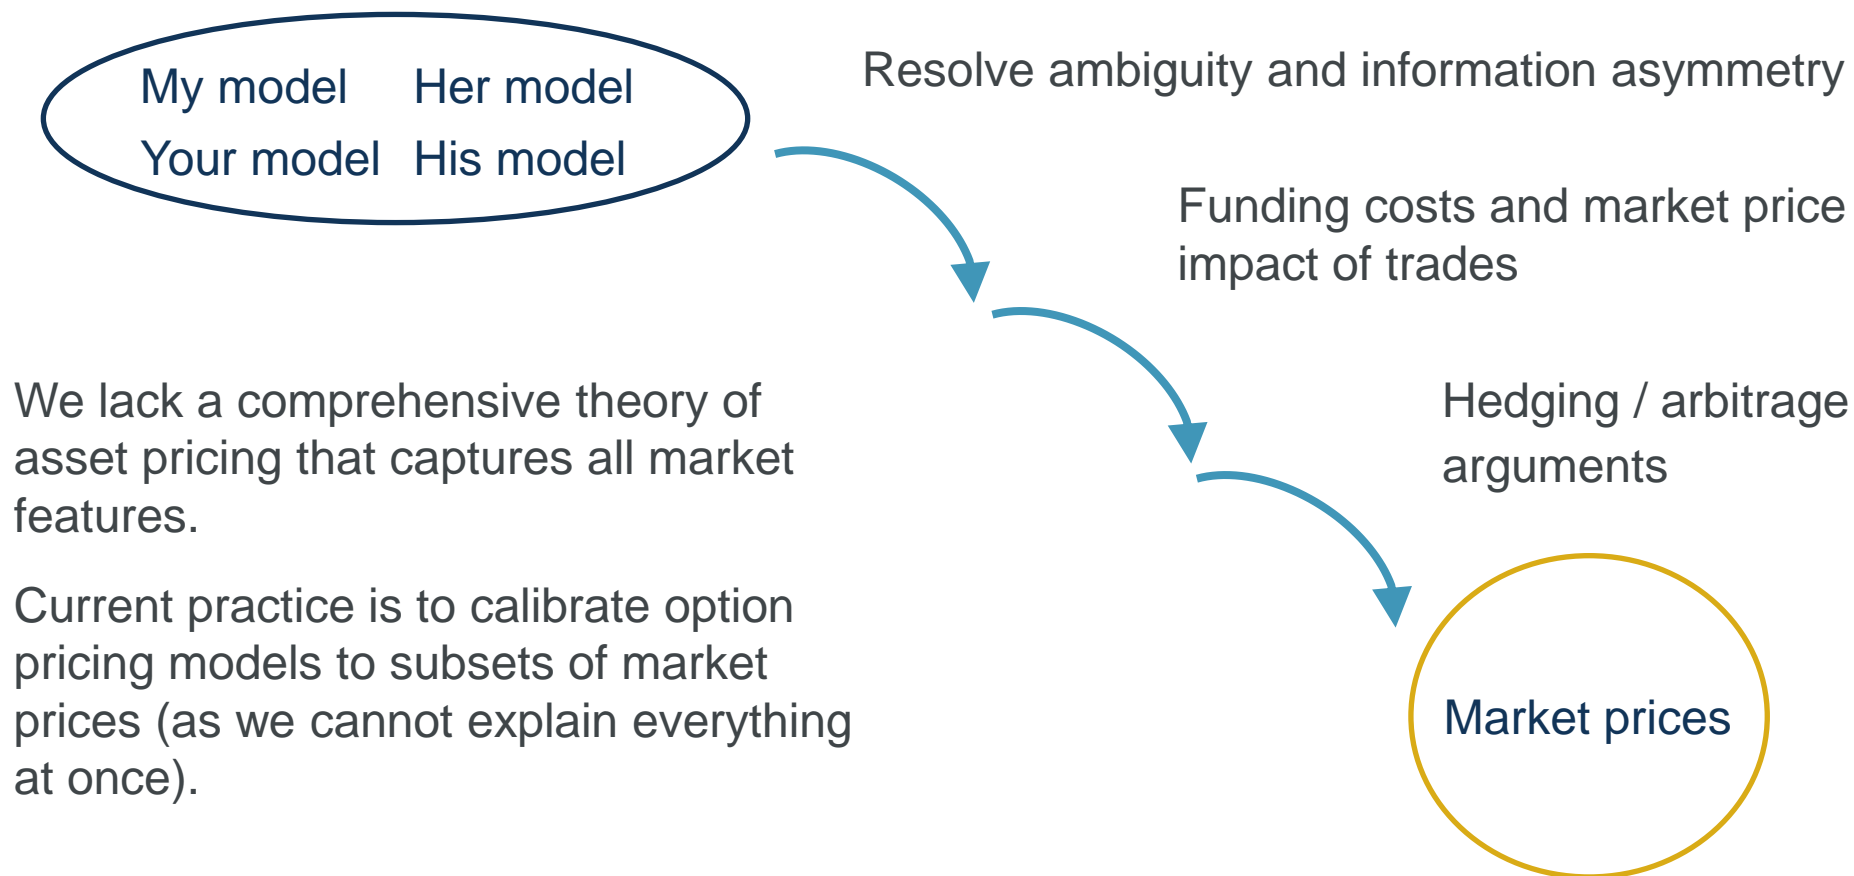 My model Her model
Your model His model
Resolve ambiguity and information asymmetry
Funding costs and market price
impact of trades
Hedging / arbitrage
arguments
We lack a comprehensive theory of
asset pricing that captures all market
features.
Current practice is to calibrate option
pricing models to subsets of market
prices (as we cannot explain everything
at once).
Market prices